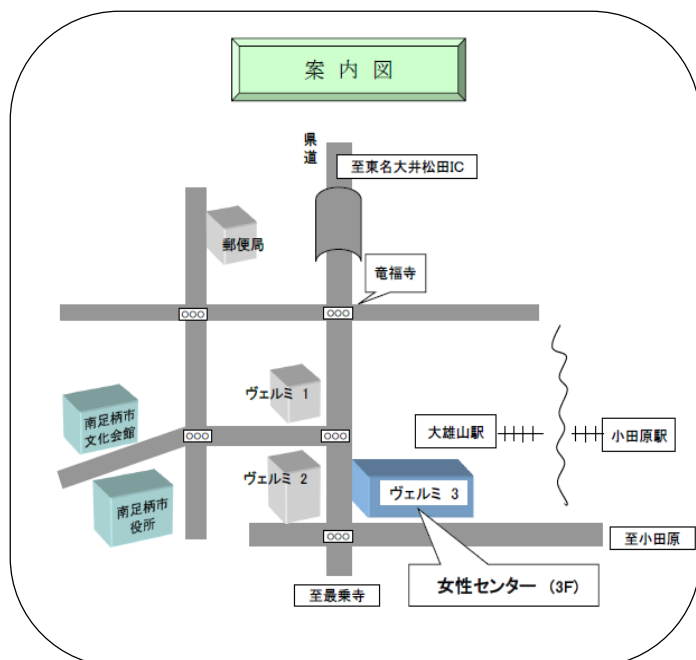 案内図
県道
至東名大井松田IC
郵便局
竜福寺
○○○
○○○
ヴェルミ 1
南足柄市
文化会館
○○○
○○○
大雄山駅
小田原駅
ヴェルミ 2
ヴェルミ 3
南足柄市
役所
○○○
至小田原
女性センター (3F)
至最乗寺